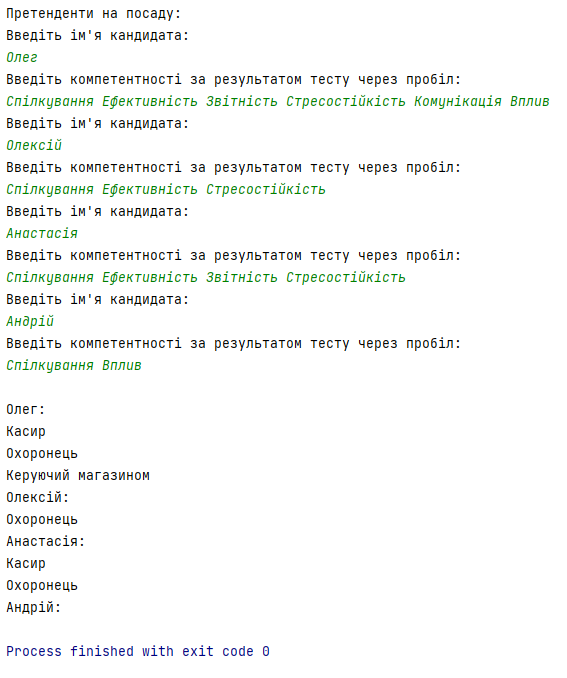 Претенденти на посаду:
Введіть ім'я кандидата:
Олег
Введіть компетентності за результатом тесту через пробіл:
Спілкування Ефективність Звітність Стресостійкість Комунікація Вплив
Введіть ім'я кандидата:
Олексій
Введіть компетентності за результатом тесту через пробіл:
Спілкування Ефективність Стресостійкість
Введіть ім'я кандидата:
Анастасія
Введіть компетентності за результатом тесту через пробіл:
Спілкування Ефективність Звітність Стресостійкість
Введіть ім'я кандидата:
Андрій
Введіть компетентності за результатом тесту через пробіл:
Спілкування Вплив
Олег:
Касир
Охоронець
Керуючий магазином
Олексій:
Охоронець
Анастасія:
Касир
Охоронець
Андрій:
Process finished with exit code 0